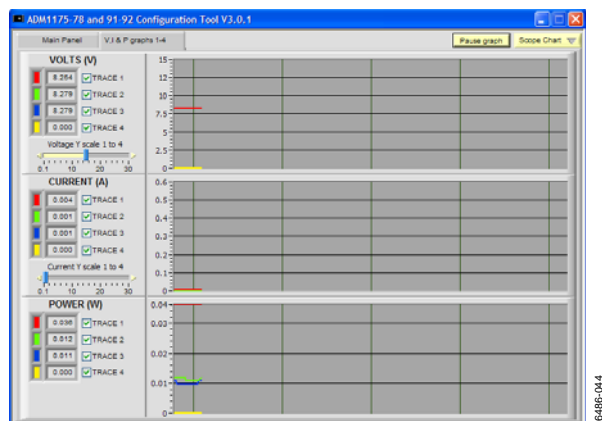 ADM1175-78 and 91-92 Configuration Tool V3.0.1
Main Panel V,I & P graphs 1-4 Pause graph Scope Chart
VOLTS (V)
8.264 TRACE 1
8.279 TRACE 2
8.279 TRACE 3
0.000 TRACE 4
Voltage Y scale 1 to 4
0.1 10 20 30
15
12
10
7.5
5
2.5
0
CURRENT (A)
0.004 TRACE 1
0.001 TRACE 2
0.001 TRACE 3
0.000 TRACE 4
Current Y scale 1 to 4
0.1 10 20 30
0.6
0.5
0.4
0.3
0.2
0.1
0
POWER (W)
0.036 TRACE 1
0.012 TRACE 2
0.011 TRACE 3
0.000 TRACE 4
0.04
0.03
0.02
0.01
0
6486-044